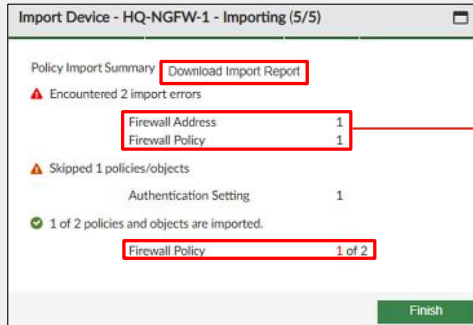 Import Device - HQ-NGFW-1 - Importing (5/5)
Policy Import Summary Download Import Report
Encountered 2 import errors
Firewall Address 1
Firewall Policy 1
Skipped 1 policies/objects
Authentication Setting 1
1 of 2 policies and objects are imported.
Firewall Policy 1 of 2
Finish